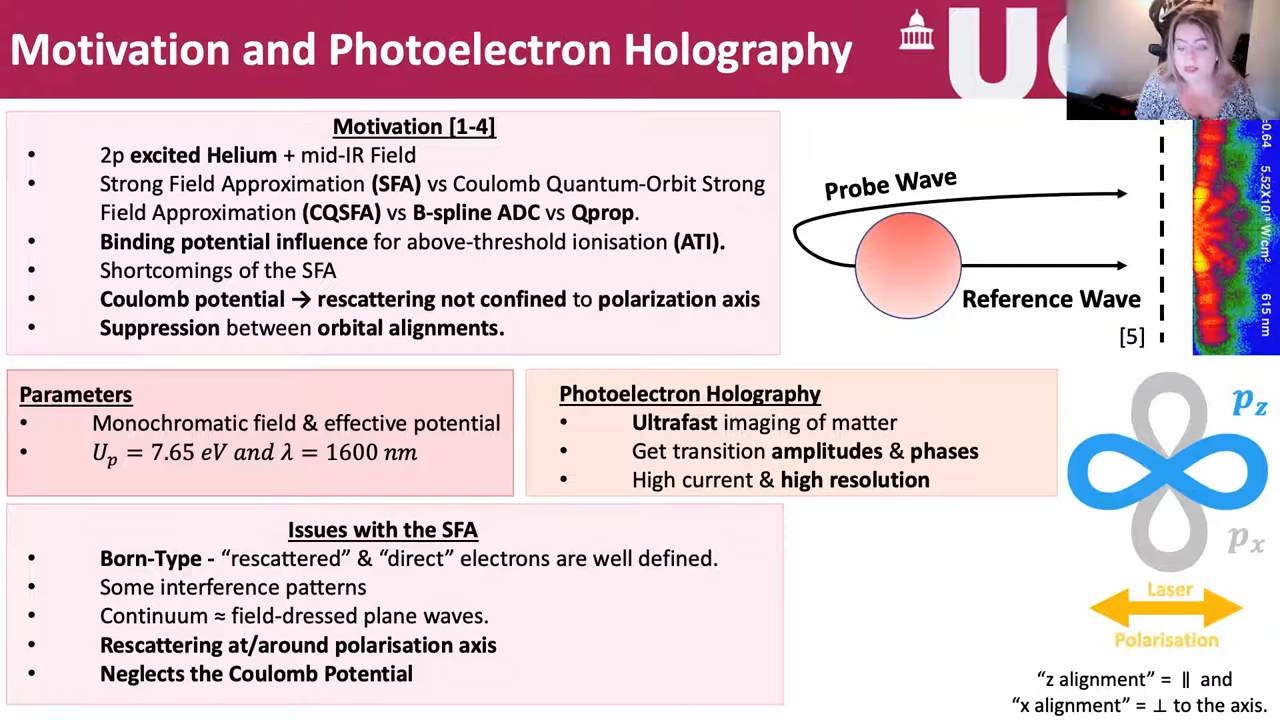 Motivation and Photoelectron Holography
Motivation [1-4]
• 2p excited Helium + mid-IR Field
• Strong Field Approximation (SFA) vs Coulomb Quantum-Orbit Strong
Field Approximation (CQSFA) vs B-spline ADC vs Qprop.
• Binding potential influence for above-threshold ionisation (ATI).
• Shortcomings of the SFA
• Coulomb potential → rescattering not confined to polarization axis
• Suppression between orbital alignments.
Probe Wave
Reference Wave
[5]
5.52X10¹⁴ W/cm²
615 nm
Parameters
• Monochromatic field & effective potential
• Uₚ = 7.65 eV and λ = 1600 nm
Photoelectron Holography
• Ultrafast imaging of matter
• Get transition amplitudes & phases
• High current & high resolution
Issues with the SFA
• Born-Type - “rescattered” & “direct” electrons are well defined.
• Some interference patterns
• Continuum ≈ field-dressed plane waves.
• Rescattering at/around polarisation axis
• Neglects the Coulomb Potential
p_z
p_x
Laser
Polarisation
“z alignment” = ∥ and
“x alignment” = ⊥ to the axis.